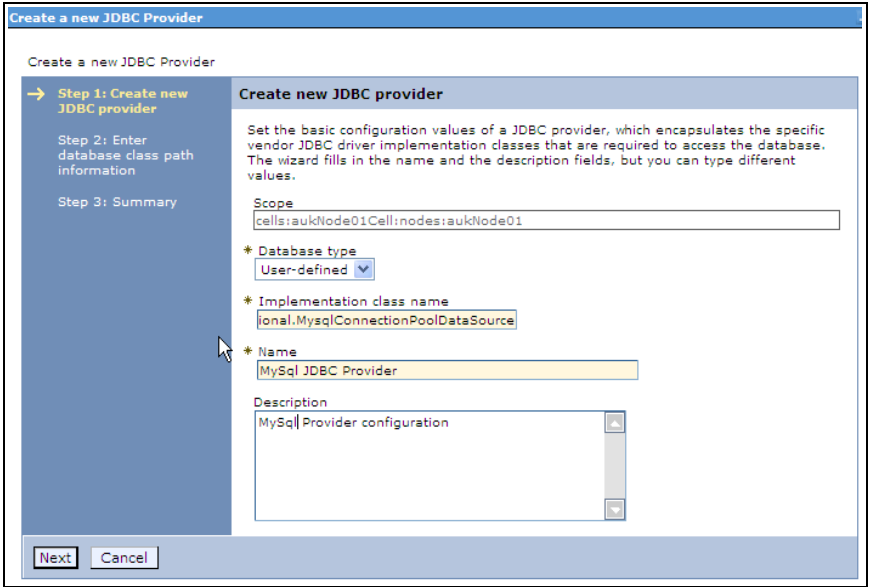 Create a new JDBC Provider
Create a new JDBC Provider
Step 1: Create new
JDBC provider
Step 2: Enter
database class path
information
Step 3: Summary
Create new JDBC provider
Set the basic configuration values of a JDBC provider, which encapsulates the specific
vendor JDBC driver implementation classes that are required to access the database.
The wizard fills in the name and the description fields, but you can type different
values.
Scope
cells:aukNode01Cell:nodes:aukNode01
* Database type
User-defined
* Implementation class name
ional.MysqlConnectionPoolDataSource
* Name
MySql JDBC Provider
Description
MySql Provider configuration
Next Cancel